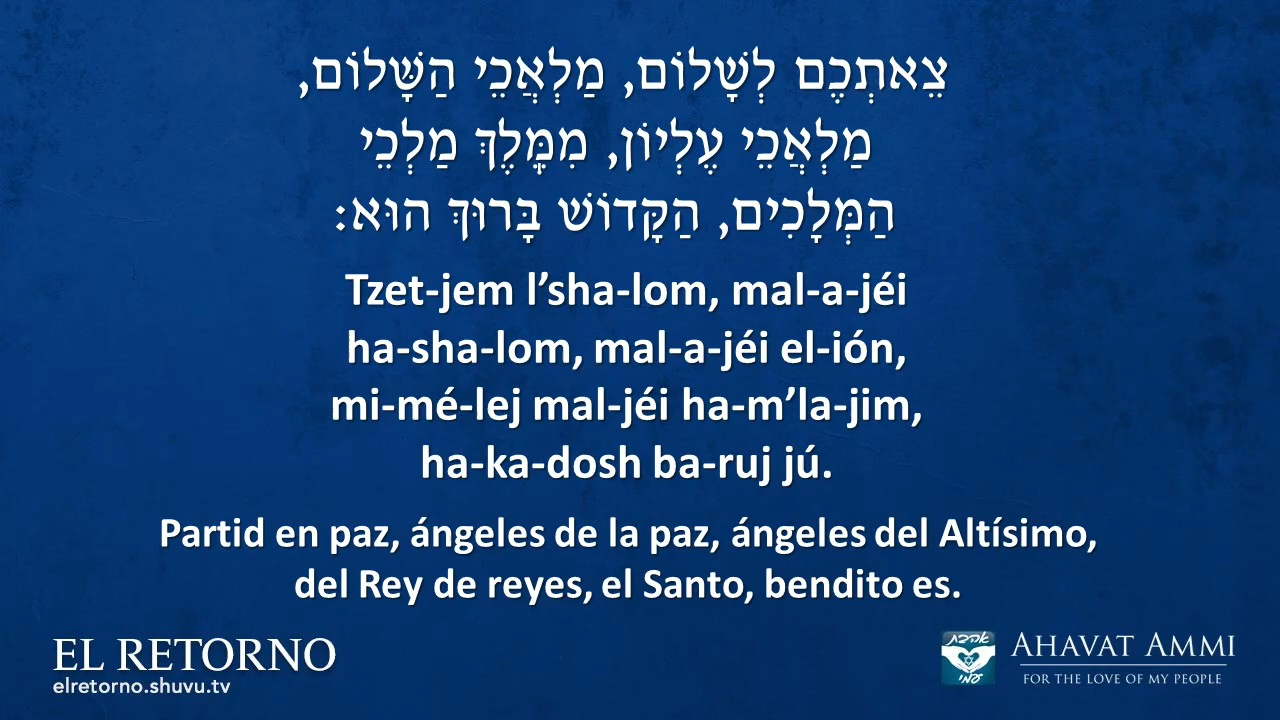 צֵאתְכֶם לְשָׁלוֹם, מַלְאֲכֵי הַשָּׁלוֹם,
מַלְאֲכֵי עֶלְיוֹן, מִמֶּלֶךְ מַלְכֵי
הַמְּלָכִים, הַקָּדוֹשׁ בָּרוּךְ הוּא:
Tzet-jem l’sha-lom, mal-a-jéi
ha-sha-lom, mal-a-jéi el-ión,
mi-mé-lej mal-jéi ha-m’la-jim,
ha-ka-dosh ba-ruj jú.
Partid en paz, ángeles de la paz, ángeles del Altísimo,
del Rey de reyes, el Santo, bendito es.
EL RETORNO
elretorno.shuvu.tv
אהבת
עמי
AHAVAT AMMI
FOR THE LOVE OF MY PEOPLE